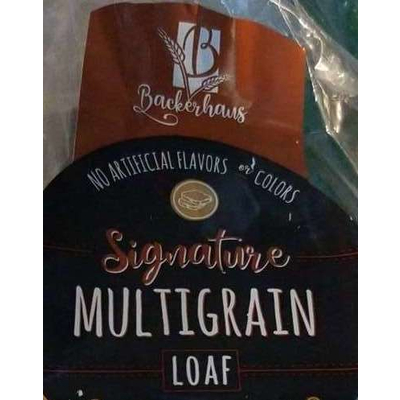 B
Backerhaus
NO ARTIFICIAL FLAVORS or COLORS
Signature
MULTIGRAIN
LOAF